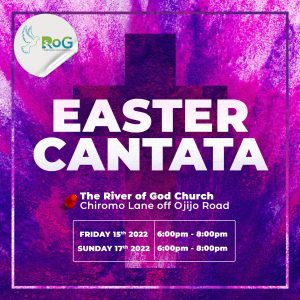 RoG
EASTER
CANTATA
The River of God Church
Chiromo Lane off Ojijo Road
FRIDAY 15th 2022 6:00pm - 8:00pm
SUNDAY 17th 2022 6:00pm - 8:00pm